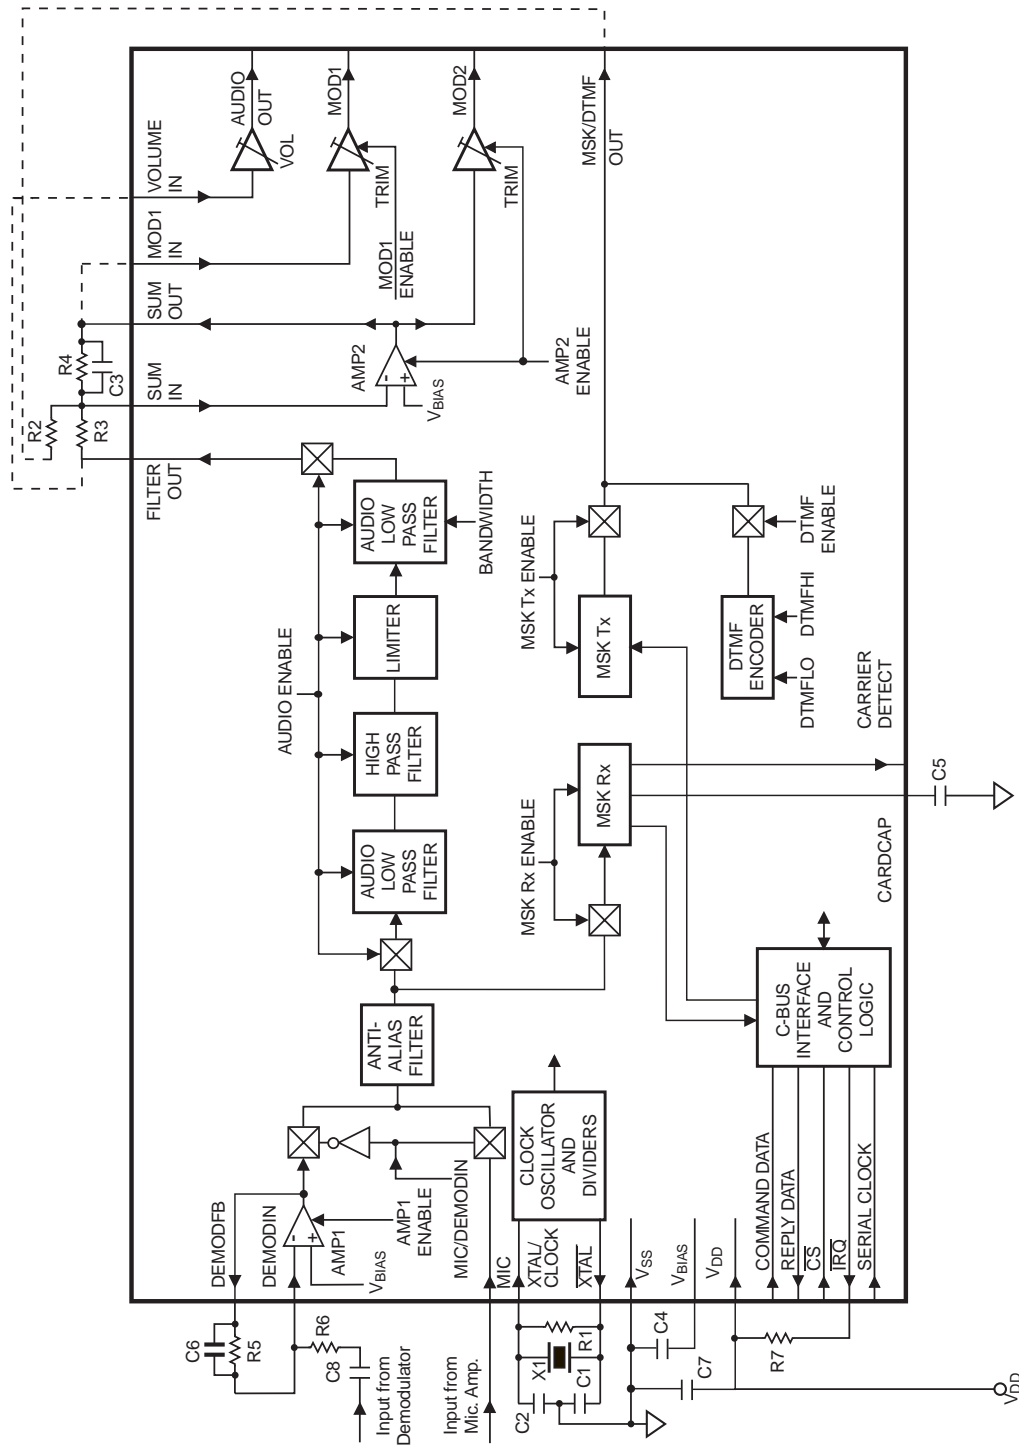 VOLUME
IN
MOD1
IN
SUM
OUT
SUM
IN
FILTER
OUT
R4
C3
R2
R3
AUDIO
OUT
VOL
MOD1
TRIM
MOD1
ENABLE
MOD2
TRIM
AMP2
VBIAS
AMP2
ENABLE
MSK/DTMF
OUT
AUDIO ENABLE
AUDIO
LOW
PASS
FILTER
HIGH
PASS
FILTER
LIMITER
AUDIO
LOW
PASS
FILTER
BANDWIDTH
ANTI-
ALIAS
FILTER
MSK Rx ENABLE
MSK Rx
MSK Tx ENABLE
MSK Tx
DTMF
ENCODER
DTMFLO
DTMFHI
DTMF
ENABLE
CARRIER
DETECT
CARDCAP
C5
C-BUS
INTERFACE
AND
CONTROL
LOGIC
CLOCK
OSCILLATOR
AND
DIVIDERS
DEMODFB
DEMODIN
AMP1
VBIAS
AMP1
ENABLE
MIC/DEMODIN
MIC
XTAL/
CLOCK
XTAL
VSS
VBIAS
VDD
COMMAND DATA
REPLY DATA
CS
IRQ
SERIAL CLOCK
C6
R5
R6
C8
Input from
Demodulator
Input from
Mic. Amp.
X1
R1
C2
C1
C4
C7
R7
VDD